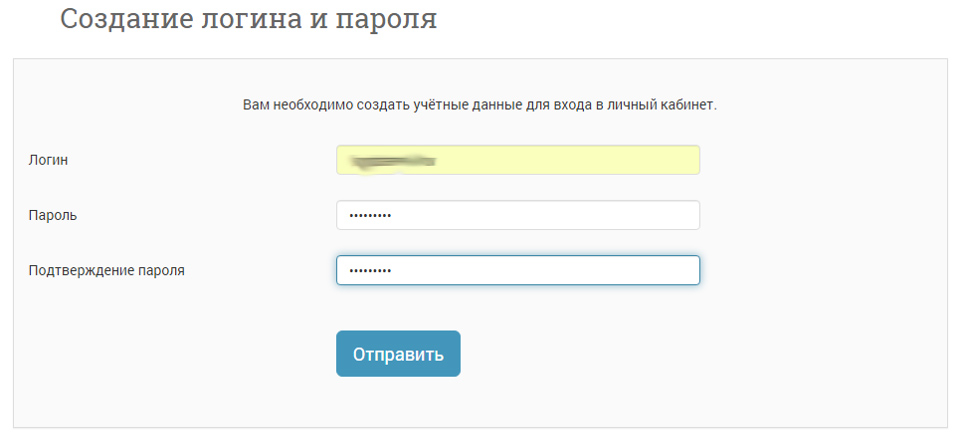 Создание логина и пароля
Вам необходимо создать учётные данные для входа в личный кабинет.
Логин
Пароль
•••••••••
Подтверждение пароля
•••••••••
Отправить